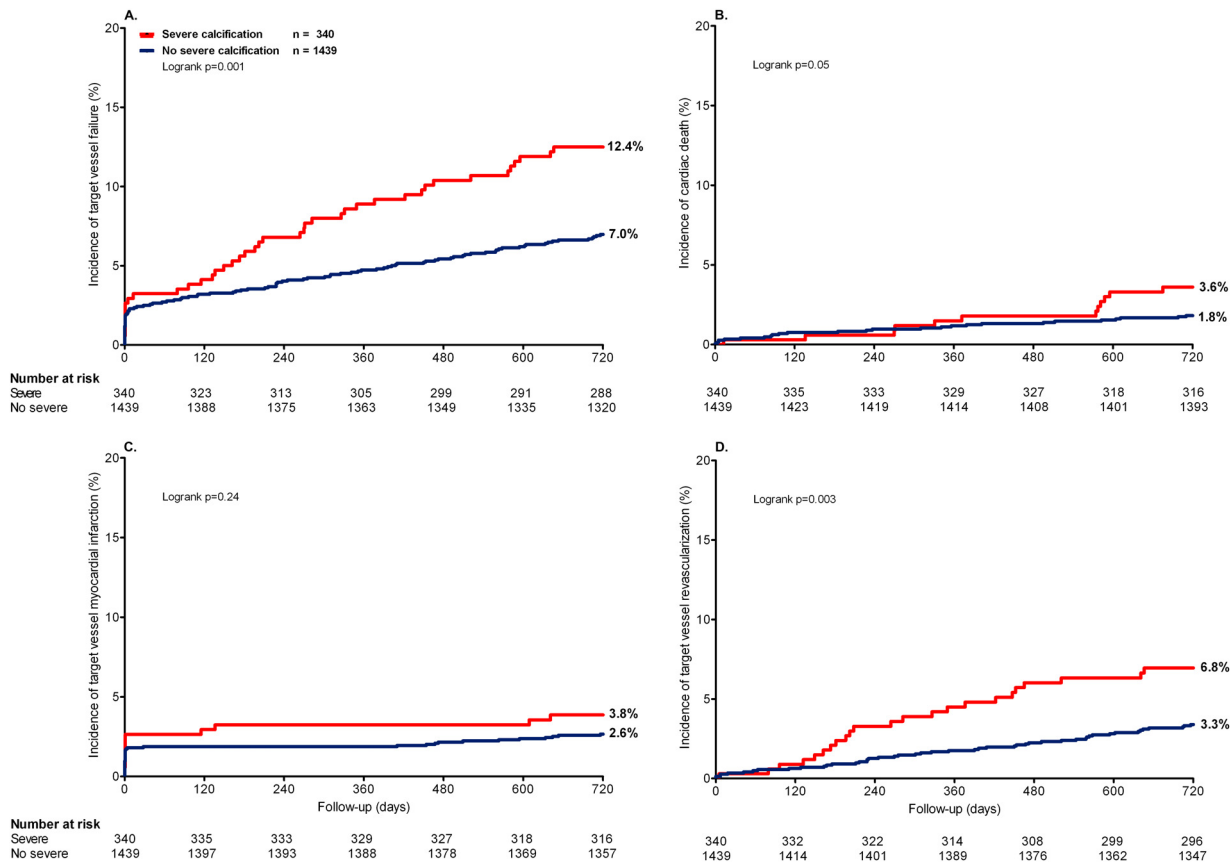 A.
Severe calcification n = 340
No severe calcification n = 1439
Logrank p=0.001
Incidence of target vessel failure (%)
20
15
10
5
0
12.4%
7.0%
0 120 240 360 480 600 720
Number at risk
Severe 340 323 313 305 299 291 288
No severe 1439 1388 1375 1363 1349 1335 1320
B.
Logrank p=0.05
Incidence of cardiac death (%)
20
15
10
5
0
3.6%
1.8%
0 120 240 360 480 600 720
340 335 333 329 327 318 316
1439 1423 1419 1414 1408 1401 1393
C.
Logrank p=0.24
Incidence of target vessel myocardial infarction (%)
20
15
10
5
0
3.8%
2.6%
0 120 240 360 480 600 720
Follow-up (days)
Number at risk
Severe 340 335 333 329 327 318 316
No severe 1439 1397 1393 1388 1378 1369 1357
D.
Logrank p=0.003
Incidence of target vessel revascularization (%)
20
15
10
5
0
6.8%
3.3%
0 120 240 360 480 600 720
Follow-up (days)
340 332 322 314 308 299 296
1439 1414 1401 1389 1376 1362 1347